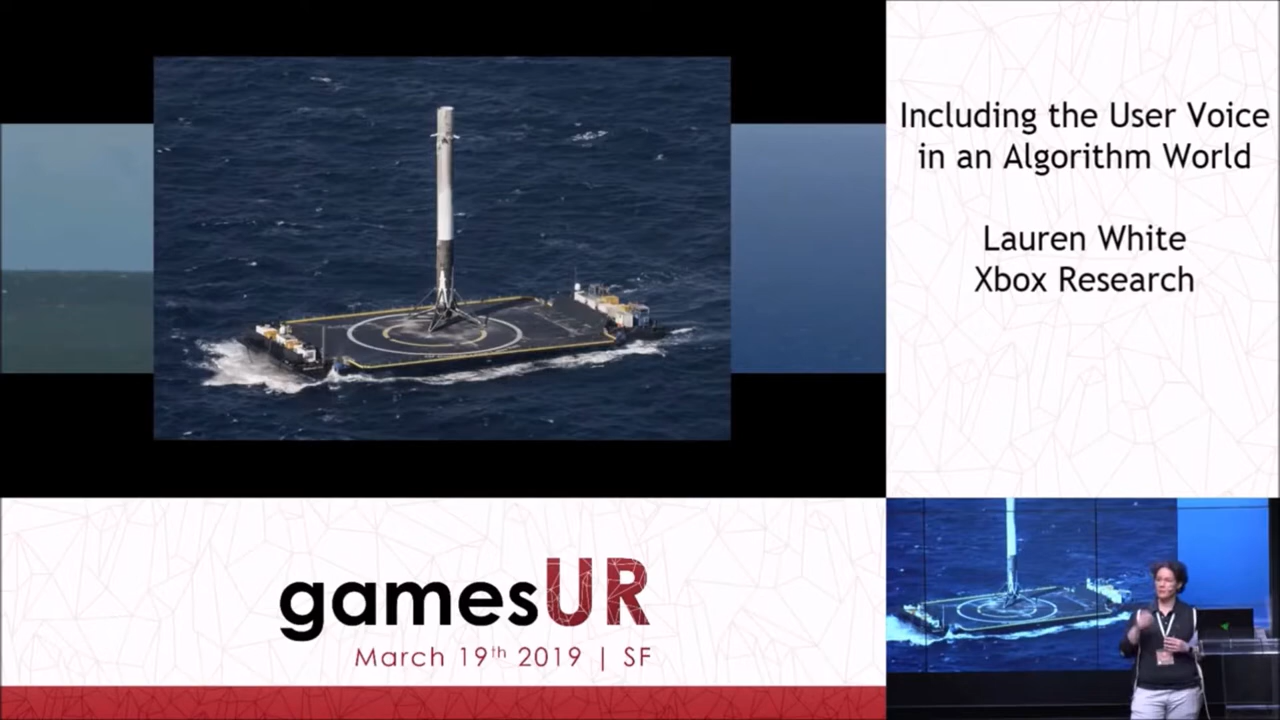 Including the User Voice
in an Algorithm World
Lauren White
Xbox Research
gamesUR
March 19th 2019 | SF